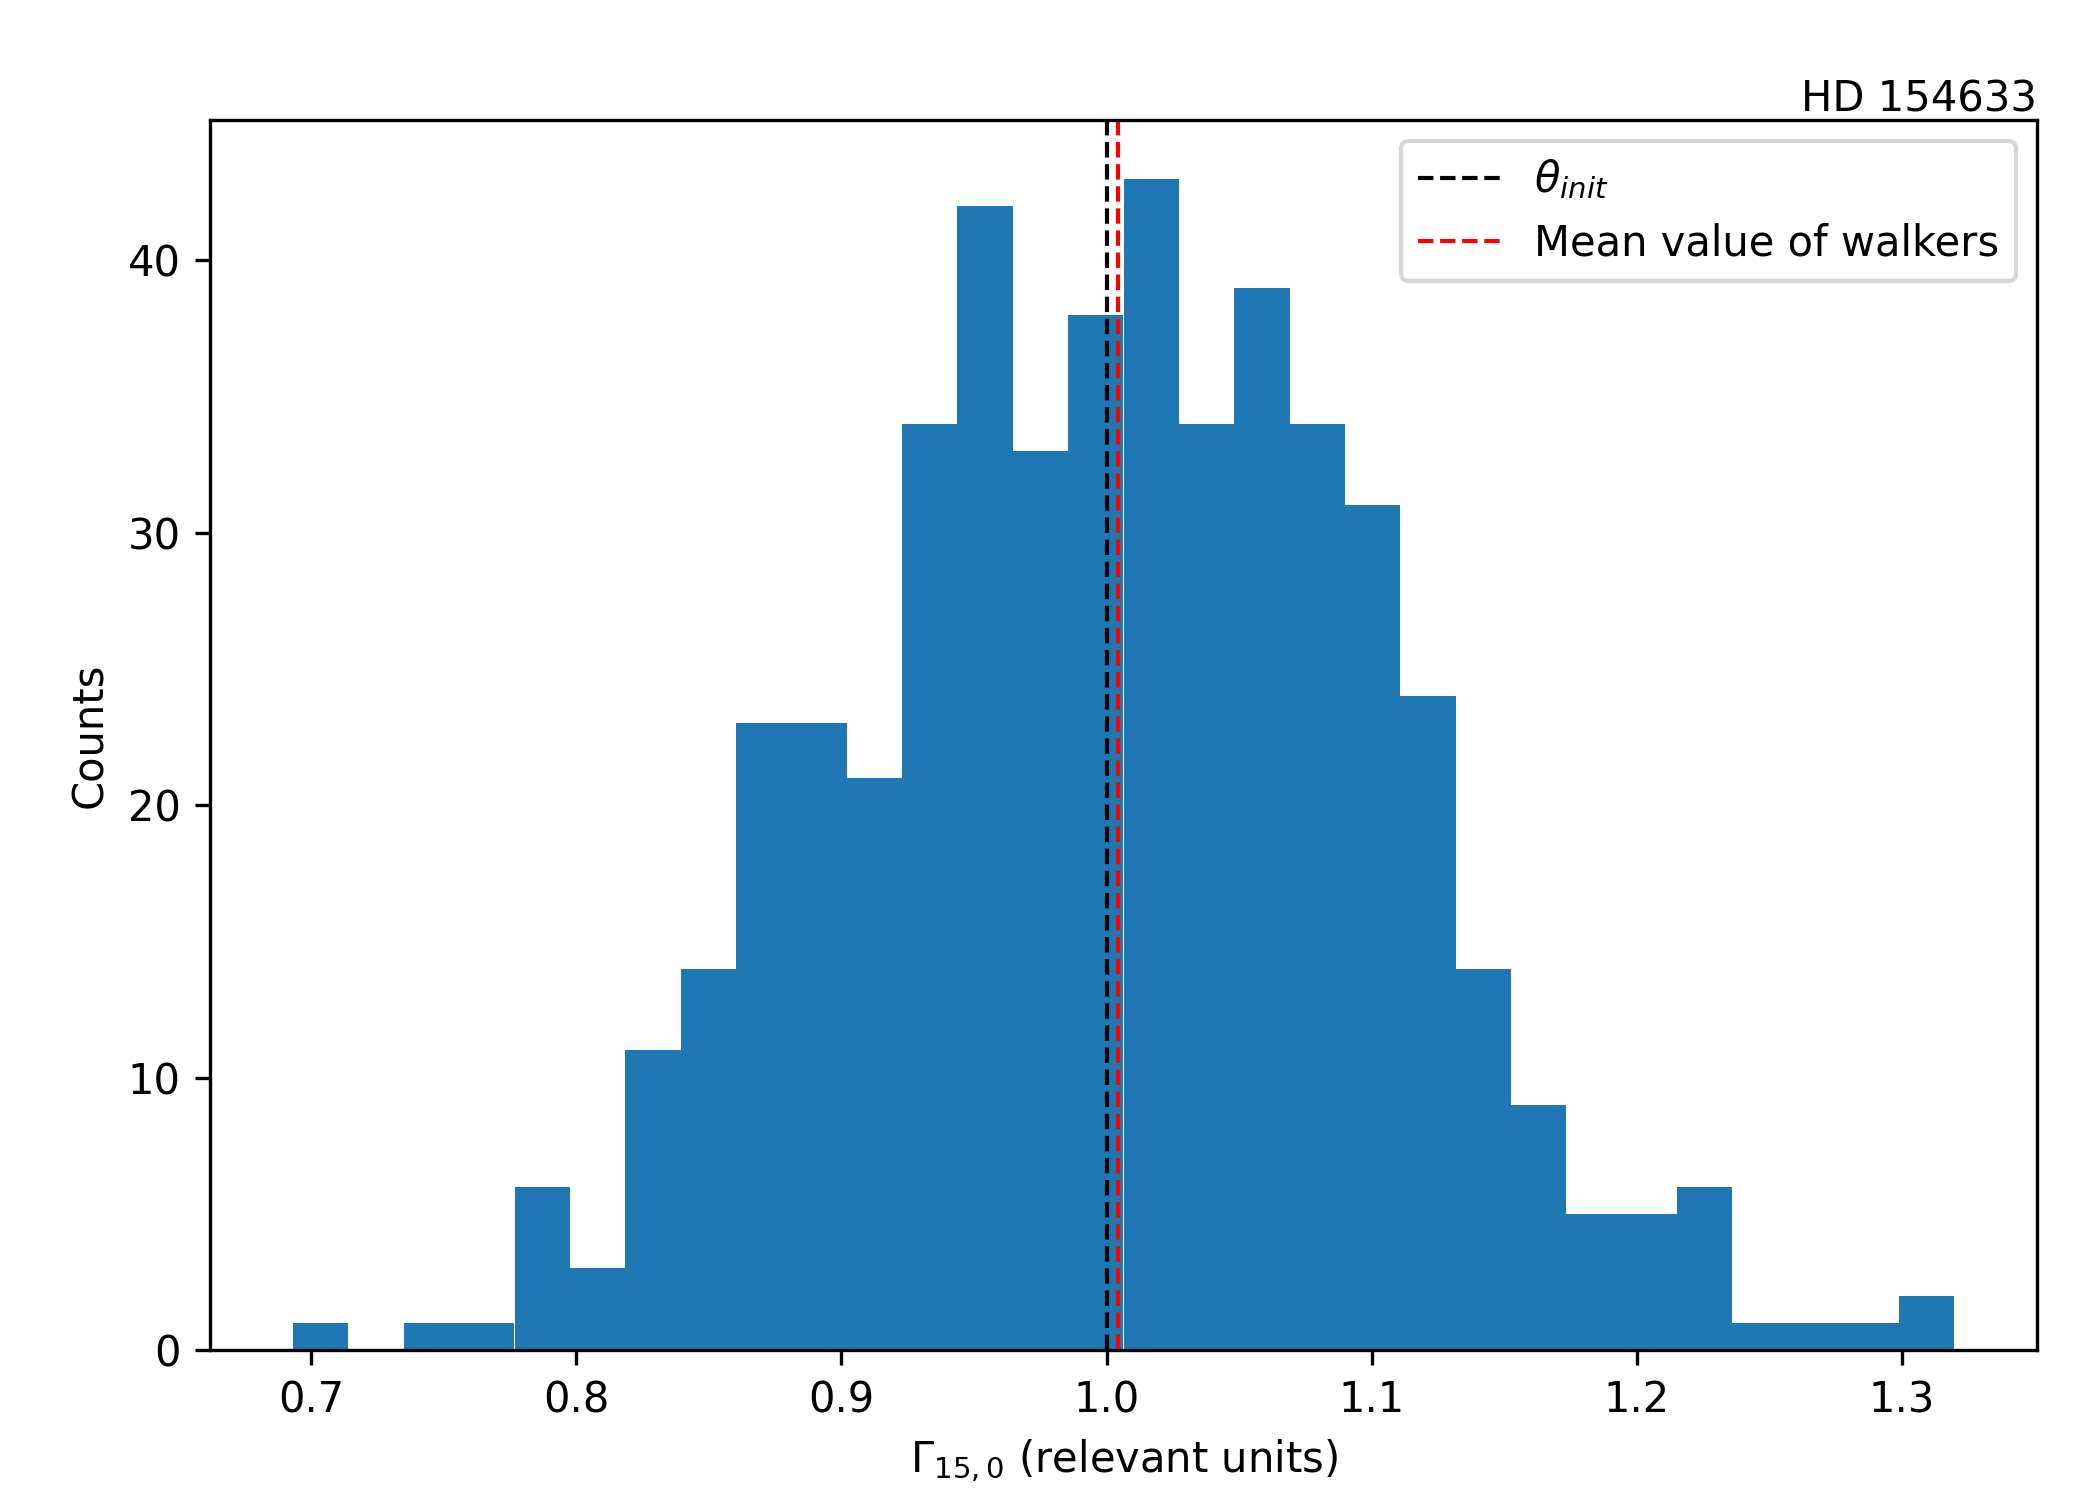 HD 154633
θinit
Mean value of walkers
40
30
20
10
0
Counts
0.7 0.8 0.9 1.0 1.1 1.2 1.3
Γ15, 0 (relevant units)